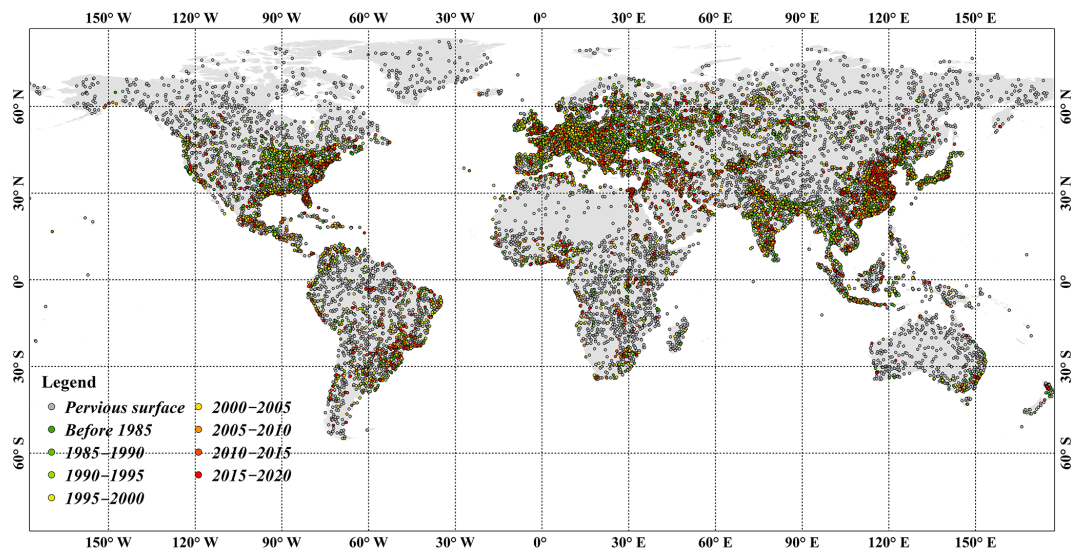 150° W 120° W 90° W 60° W 30° W 0° 30° E 60° E 90° E 120° E 150° E
60° N 60° N
30° N 30° N
0° 0°
30° S 30° S
60° S 60° S
Legend
Pervious surface 2000−2005
Before 1985 2005−2010
1985−1990 2010−2015
1990−1995 2015−2020
1995−2000
150° W 120° W 90° W 60° W 30° W 0° 30° E 60° E 90° E 120° E 150° E